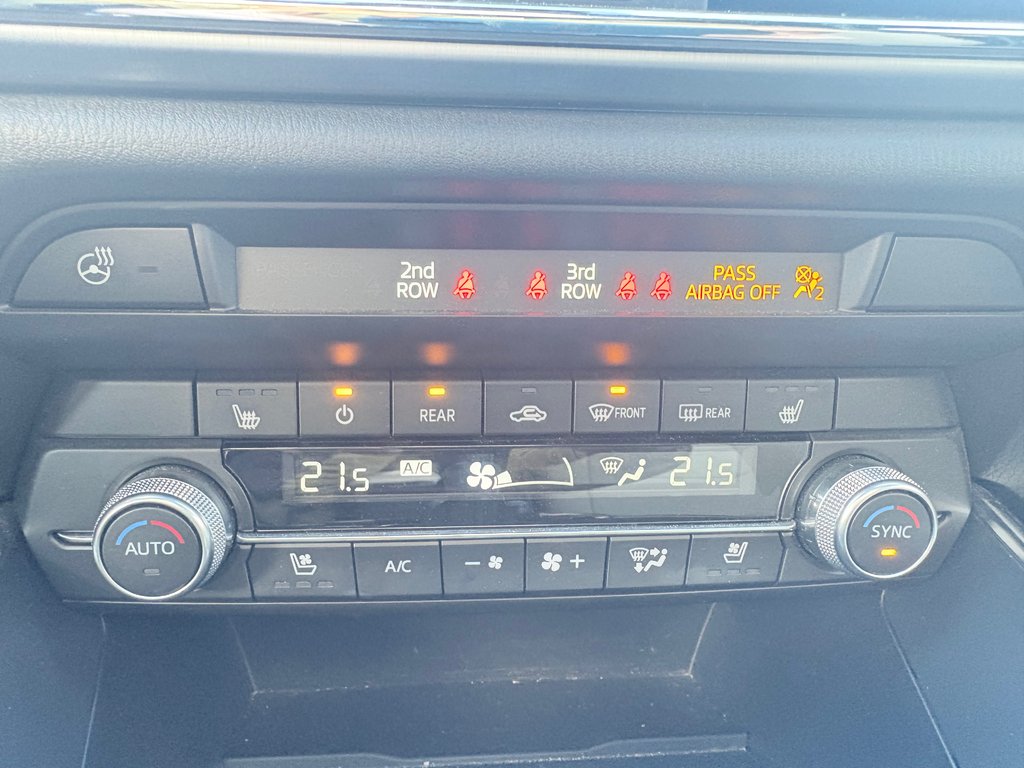 2nd ROW
3rd ROW
PASS AIRBAG OFF 2
REAR
FRONT
REAR
21.5
A/C
21.5
AUTO
SYNC
A/C
- +